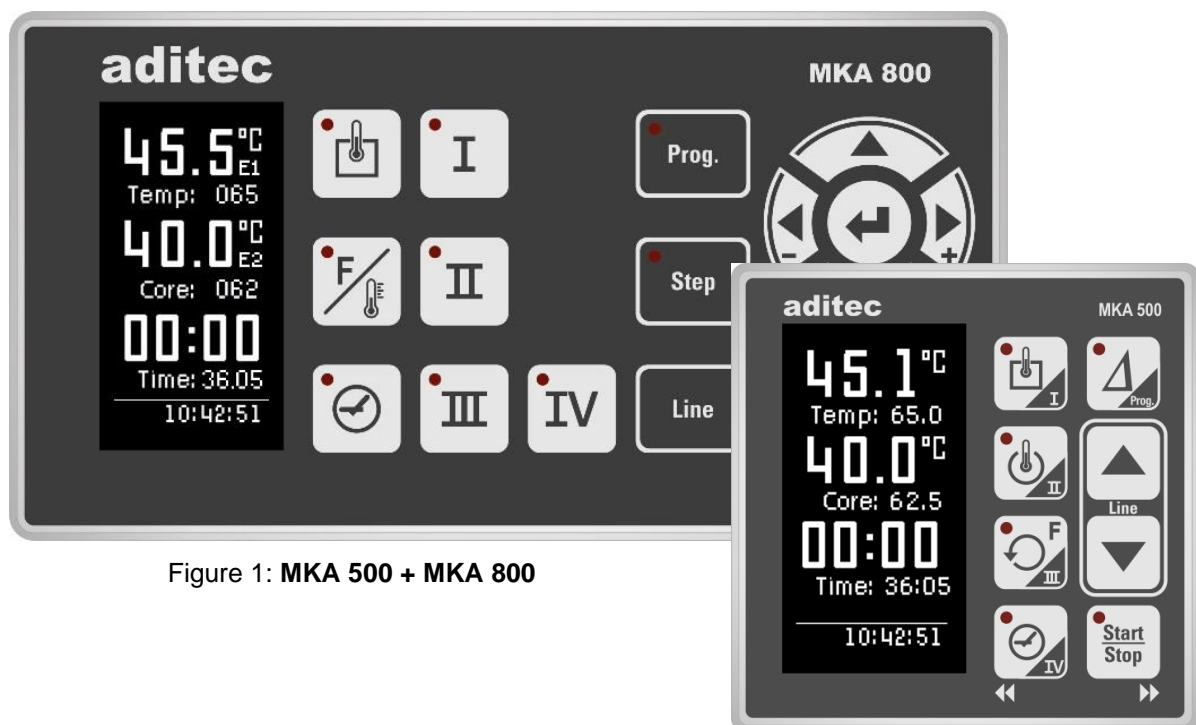 aditec
MKA 800
45.5°C
E1
Temp: 065
40.0°C
E2
Core: 062
00:00
Time: 36.05
10:42:51
I
F
II
III
IV
Prog.
Step
Line
-
+
aditec
MKA 500
45.1°C
Temp: 65.0
40.0°C
Core: 62.5
00:00
Time: 36:05
10:42:51
I
Prog.
II
Line
F
III
IV
Start
Stop
Figure 1: MKA 500 + MKA 800